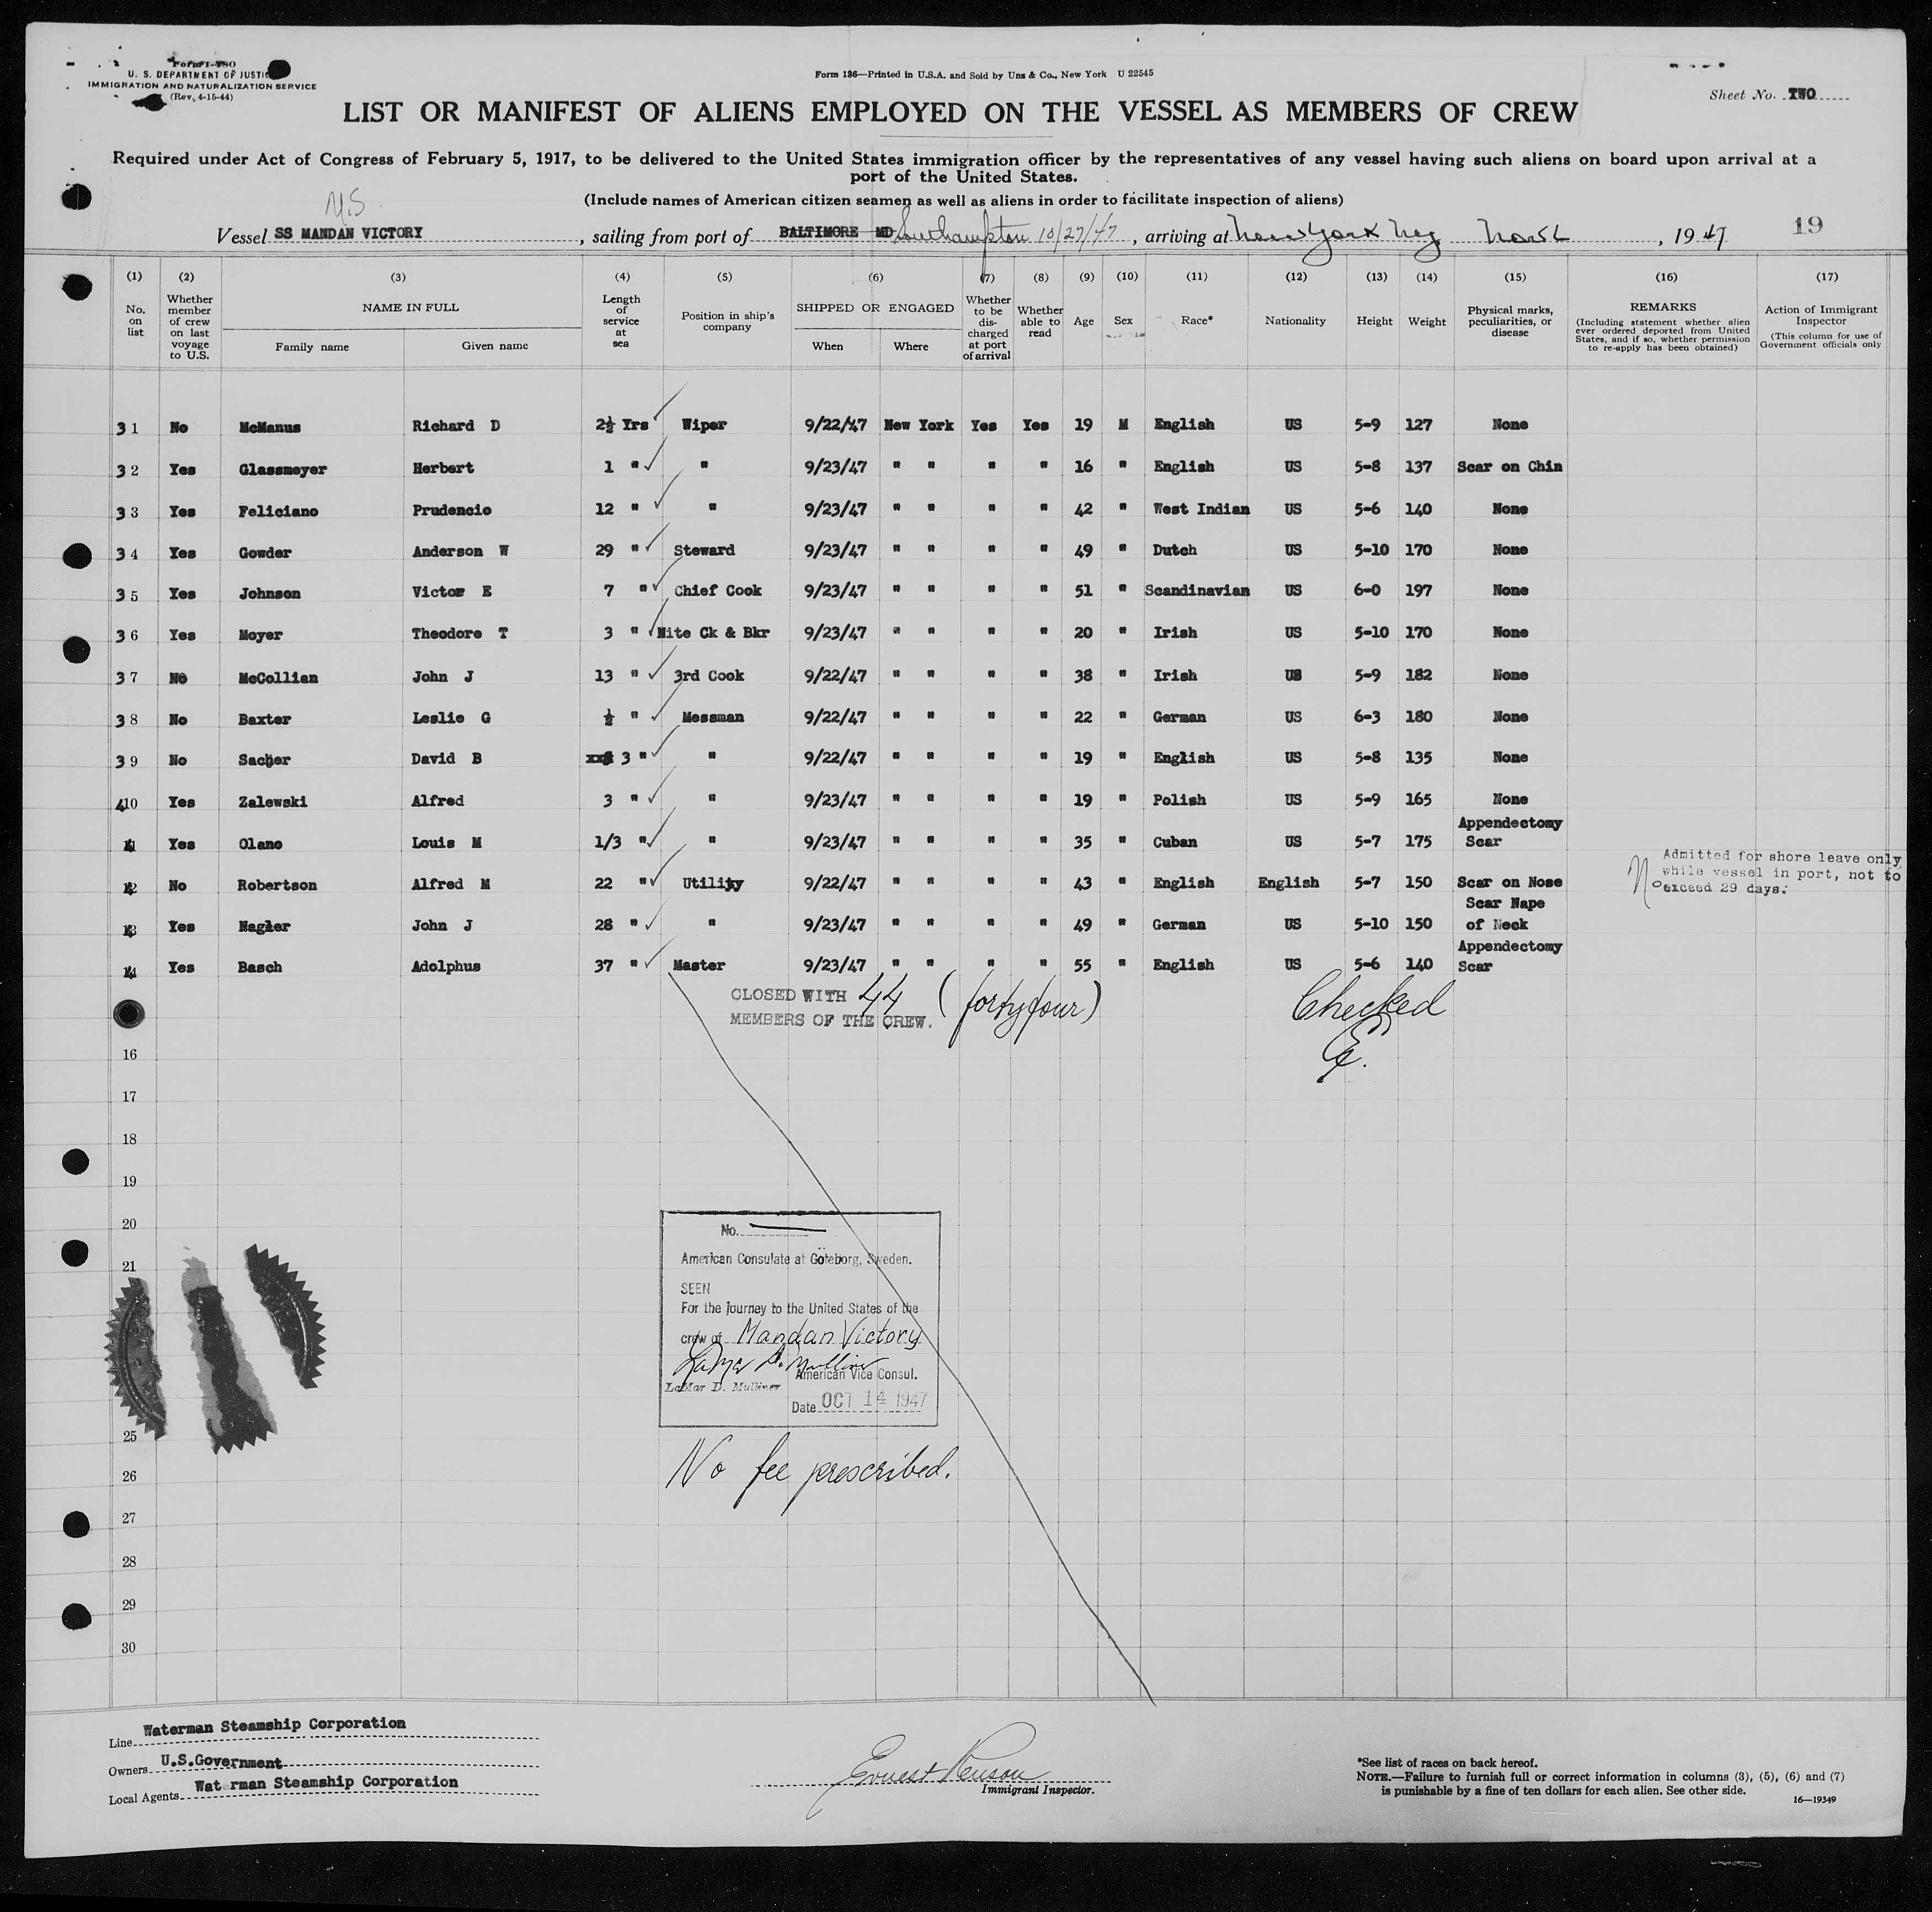 Form I-480
U. S. DEPARTMENT OF JUSTICE
IMMIGRATION AND NATURALIZATION SERVICE
(Rev. 4-15-44)
Form 136—Printed in U.S.A. and Sold by Unz & Co., New York U 22545
Sheet No. TWO
LIST OR MANIFEST OF ALIENS EMPLOYED ON THE VESSEL AS MEMBERS OF CREW
Required under Act of Congress of February 5, 1917, to be delivered to the United States immigration officer by the representatives of any vessel having such aliens on board upon arrival at a
port of the United States.
(Include names of American citizen seamen as well as aliens in order to facilitate inspection of aliens)
U.S.
Vessel SS MANDAN VICTORY, sailing from port of BALTIMORE MD Southampton 10/27/47, arriving at New York, 1947
19
(1) (2) (3) (4) (5) (6) (7) (8) (9) (10) (11) (12) (13) (14) (15) (16) (17)
No. on list
Whether member of crew on last voyage to U.S.
NAME IN FULL
Family name
Given name
Length of service at sea
Position in ship's company
SHIPPED OR ENGAGED
When
Where
Whether to be discharged at port of arrival
Whether able to read
Age
Sex
Race*
Nationality
Height
Weight
Physical marks, peculiarities, or disease
REMARKS
(Including statement whether alien ever ordered deported from United States, and if so, whether permission to re-apply has been obtained)
Action of Immigrant Inspector
(This column for use of Government officials only
31 No McManus Richard D 2½ Yrs Wiper 9/22/47 New York Yes Yes 19 M English US 5-9 127 None
32 Yes Glassmeyer Herbert 1 " " 9/23/47 " " " " 16 " English US 5-8 137 Scar on Chin
33 Yes Feliciano Prudencio 12 " " 9/23/47 " " " " 42 " West Indian US 5-6 140 None
34 Yes Gowder Anderson W 29 " Steward 9/23/47 " " " " 49 " Dutch US 5-10 170 None
35 Yes Johnson Victor E 7 " Chief Cook 9/23/47 " " " " 51 " Scandinavian US 6-0 197 None
36 Yes Moyer Theodore T 3 " Nite Ck & Bkr 9/23/47 " " " " 20 " Irish US 5-10 170 None
37 No McCollian John J 13 " 3rd Cook 9/22/47 " " " " 38 " Irish US 5-9 182 None
38 No Baxter Leslie G ½ " Messman 9/22/47 " " " " 22 " German US 6-3 180 None
39 No Sacher David B 3 " " 9/22/47 " " " " 19 " English US 5-8 135 None
410 Yes Zalewski Alfred 3 " " 9/23/47 " " " " 19 " Polish US 5-9 165 None
41 Yes Olano Louis M 1/3 " " 9/23/47 " " " " 35 " Cuban US 5-7 175 Appendectomy Scar
42 No Robertson Alfred M 22 " Utility 9/22/47 " " " " 43 " English English 5-7 150 Scar on Nose
Admitted for shore leave only
while vessel in port, not to
exceed 29 days.
43 Yes Nagler John J 28 " " 9/23/47 " " " " 49 " German US 5-10 150 Scar Nape of Neck
44 Yes Basch Adolphus 37 " Master 9/23/47 " " " " 55 " English US 5-6 140 Appendectomy Scar
CLOSED WITH 44 (forty four)
MEMBERS OF THE CREW.
Checked
16
17
18
19
20
21
25
26
27
28
29
30
No.
American Consulate at Göteborg, Sweden.
SEEN
For the journey to the United States of the
crew of Mandan Victory
LaMar D. Mulliner
American Vice Consul.
LaMar D. Mulliner
Date OCT 14 1947
No fee prescribed.
Line Waterman Steamship Corporation
Owners U.S.Government
Local Agents Waterman Steamship Corporation
Immigrant Inspector.
*See list of races on back hereof.
NOTE.—Failure to furnish full or correct information in columns (3), (5), (6) and (7)
is punishable by a fine of ten dollars for each alien. See other side.
16—19349